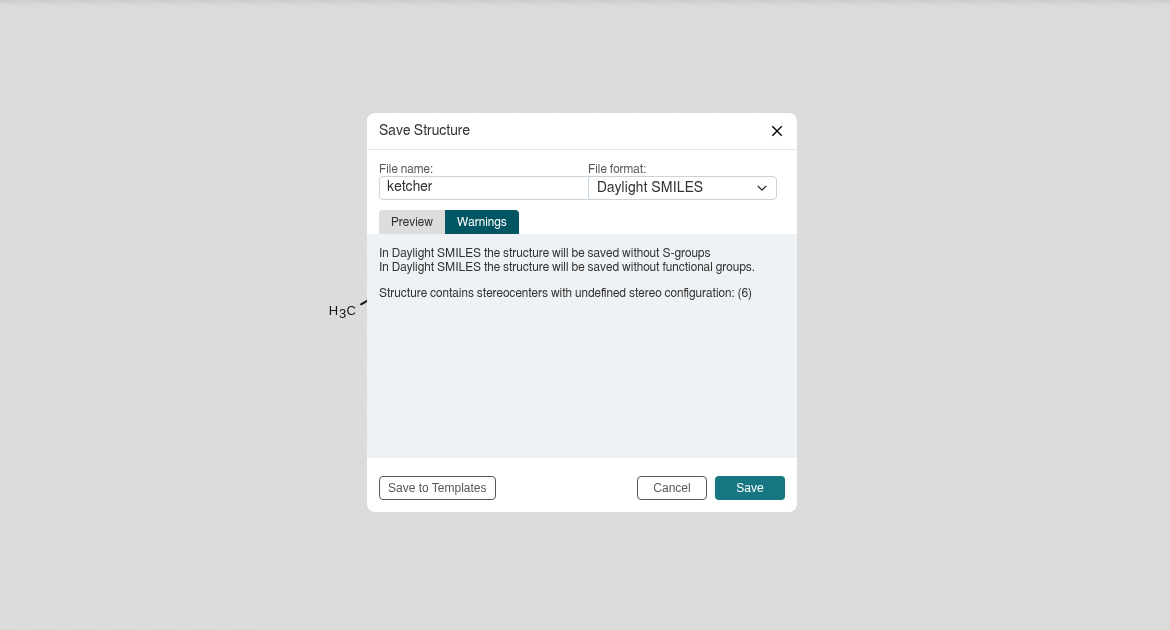 Save Structure
File name:
File format:
ketcher
Daylight SMILES
Preview
Warnings
In Daylight SMILES the structure will be saved without S-groups
In Daylight SMILES the structure will be saved without functional groups.
Structure contains stereocenters with undefined stereo configuration: (6)
H3C
Save to Templates
Cancel
Save